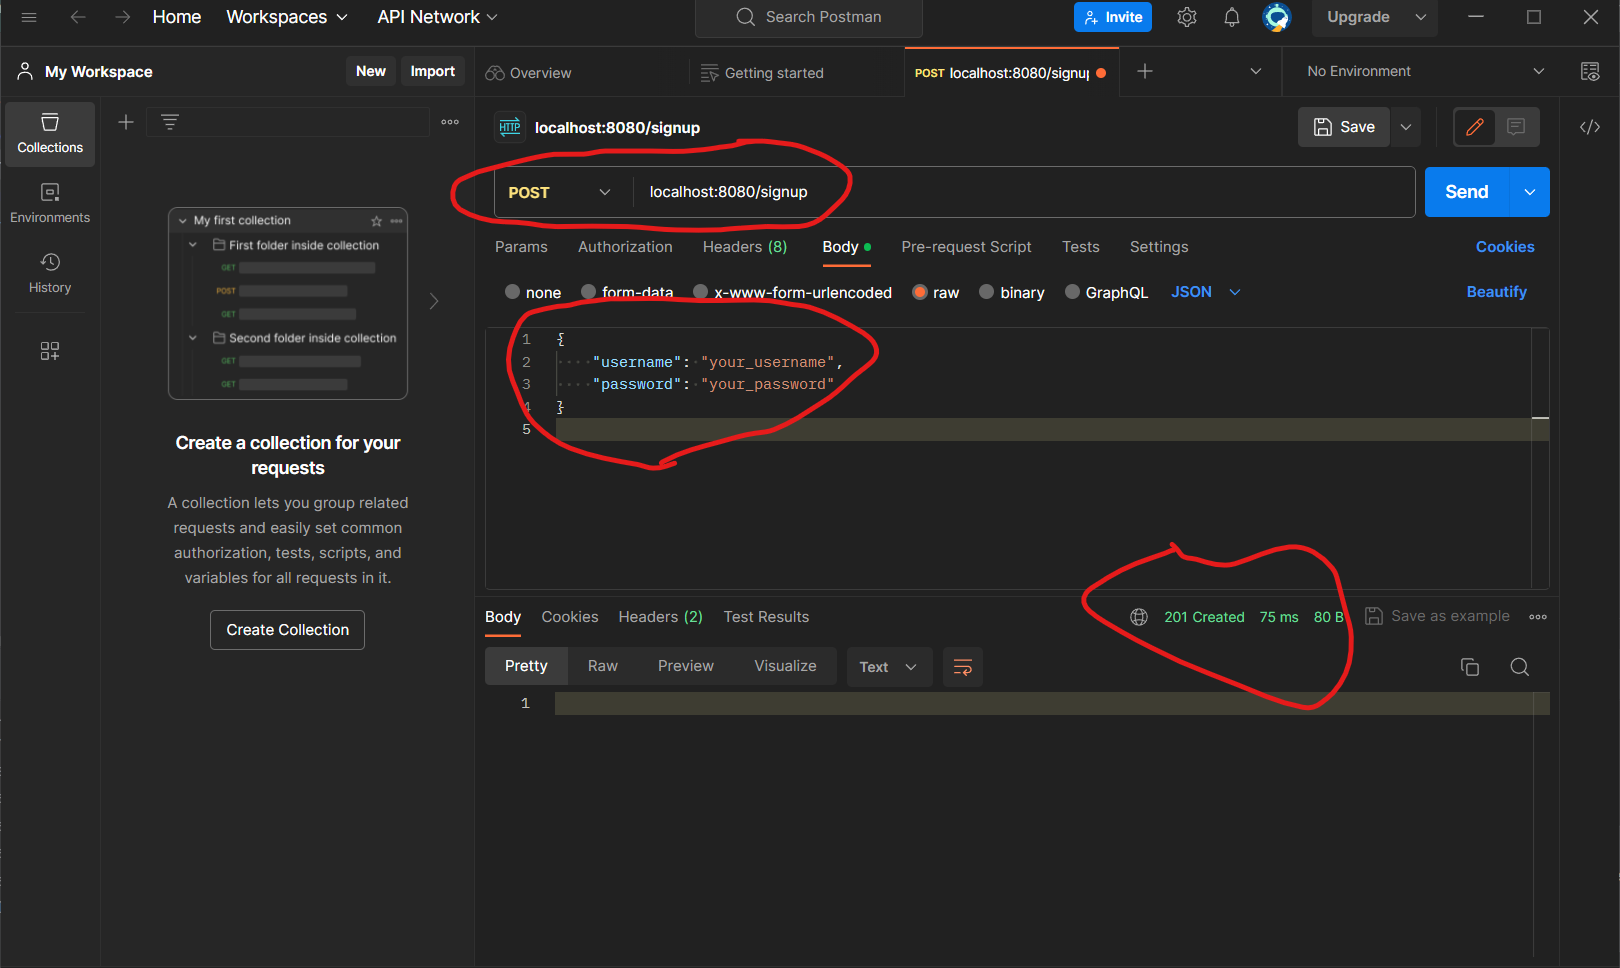 Home Workspaces API Network Search Postman Invite Upgrade
My Workspace New Import Overview Getting started POST localhost:8080/signup No Environment
Collections
Environments
History
My first collection
First folder inside collection
GET
POST
GET
Second folder inside collection
GET
GET
Create a collection for your
requests
A collection lets you group related
requests and easily set common
authorization, tests, scripts, and
variables for all requests in it.
Create Collection
HTTP localhost:8080/signup Save
POST localhost:8080/signup Send
Params Authorization Headers (8) Body Pre-request Script Tests Settings Cookies
none form-data x-www-form-urlencoded raw binary GraphQL JSON Beautify
1 {
2 "username": "your_username",
3 "password": "your_password"
4 }
5
Body Cookies Headers (2) Test Results 201 Created 75 ms 80 B Save as example
Pretty Raw Preview Visualize Text
1